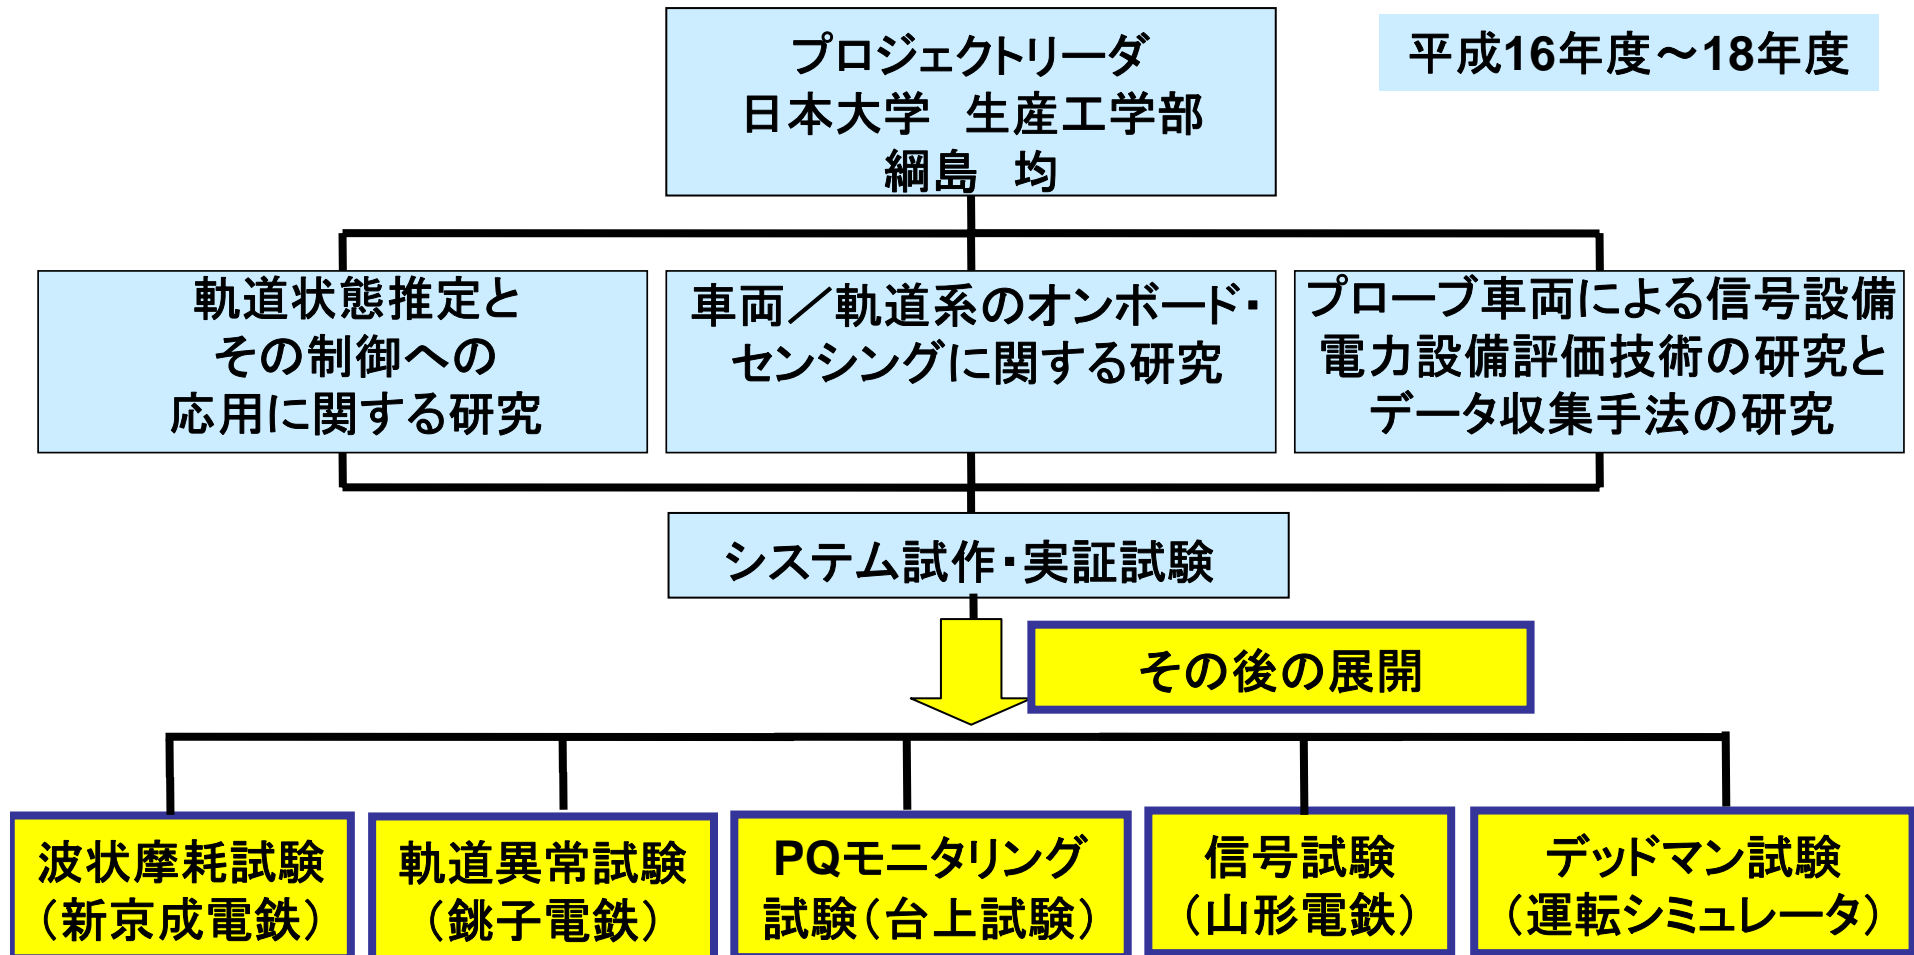 プロジェクトリーダ
日本大学　生産工学部
綱島　均
平成16年度～18年度
軌道状態推定と
その制御への
応用に関する研究
車両／軌道系のオンボード・
センシングに関する研究
プローブ車両による信号設備
電力設備評価技術の研究と
データ収集手法の研究
システム試作・実証試験
その後の展開
波状摩耗試験
（新京成電鉄）
軌道異常試験
（銚子電鉄）
PQモニタリング
試験（台上試験）
信号試験
（山形電鉄）
デッドマン試験
（運転シミュレータ）